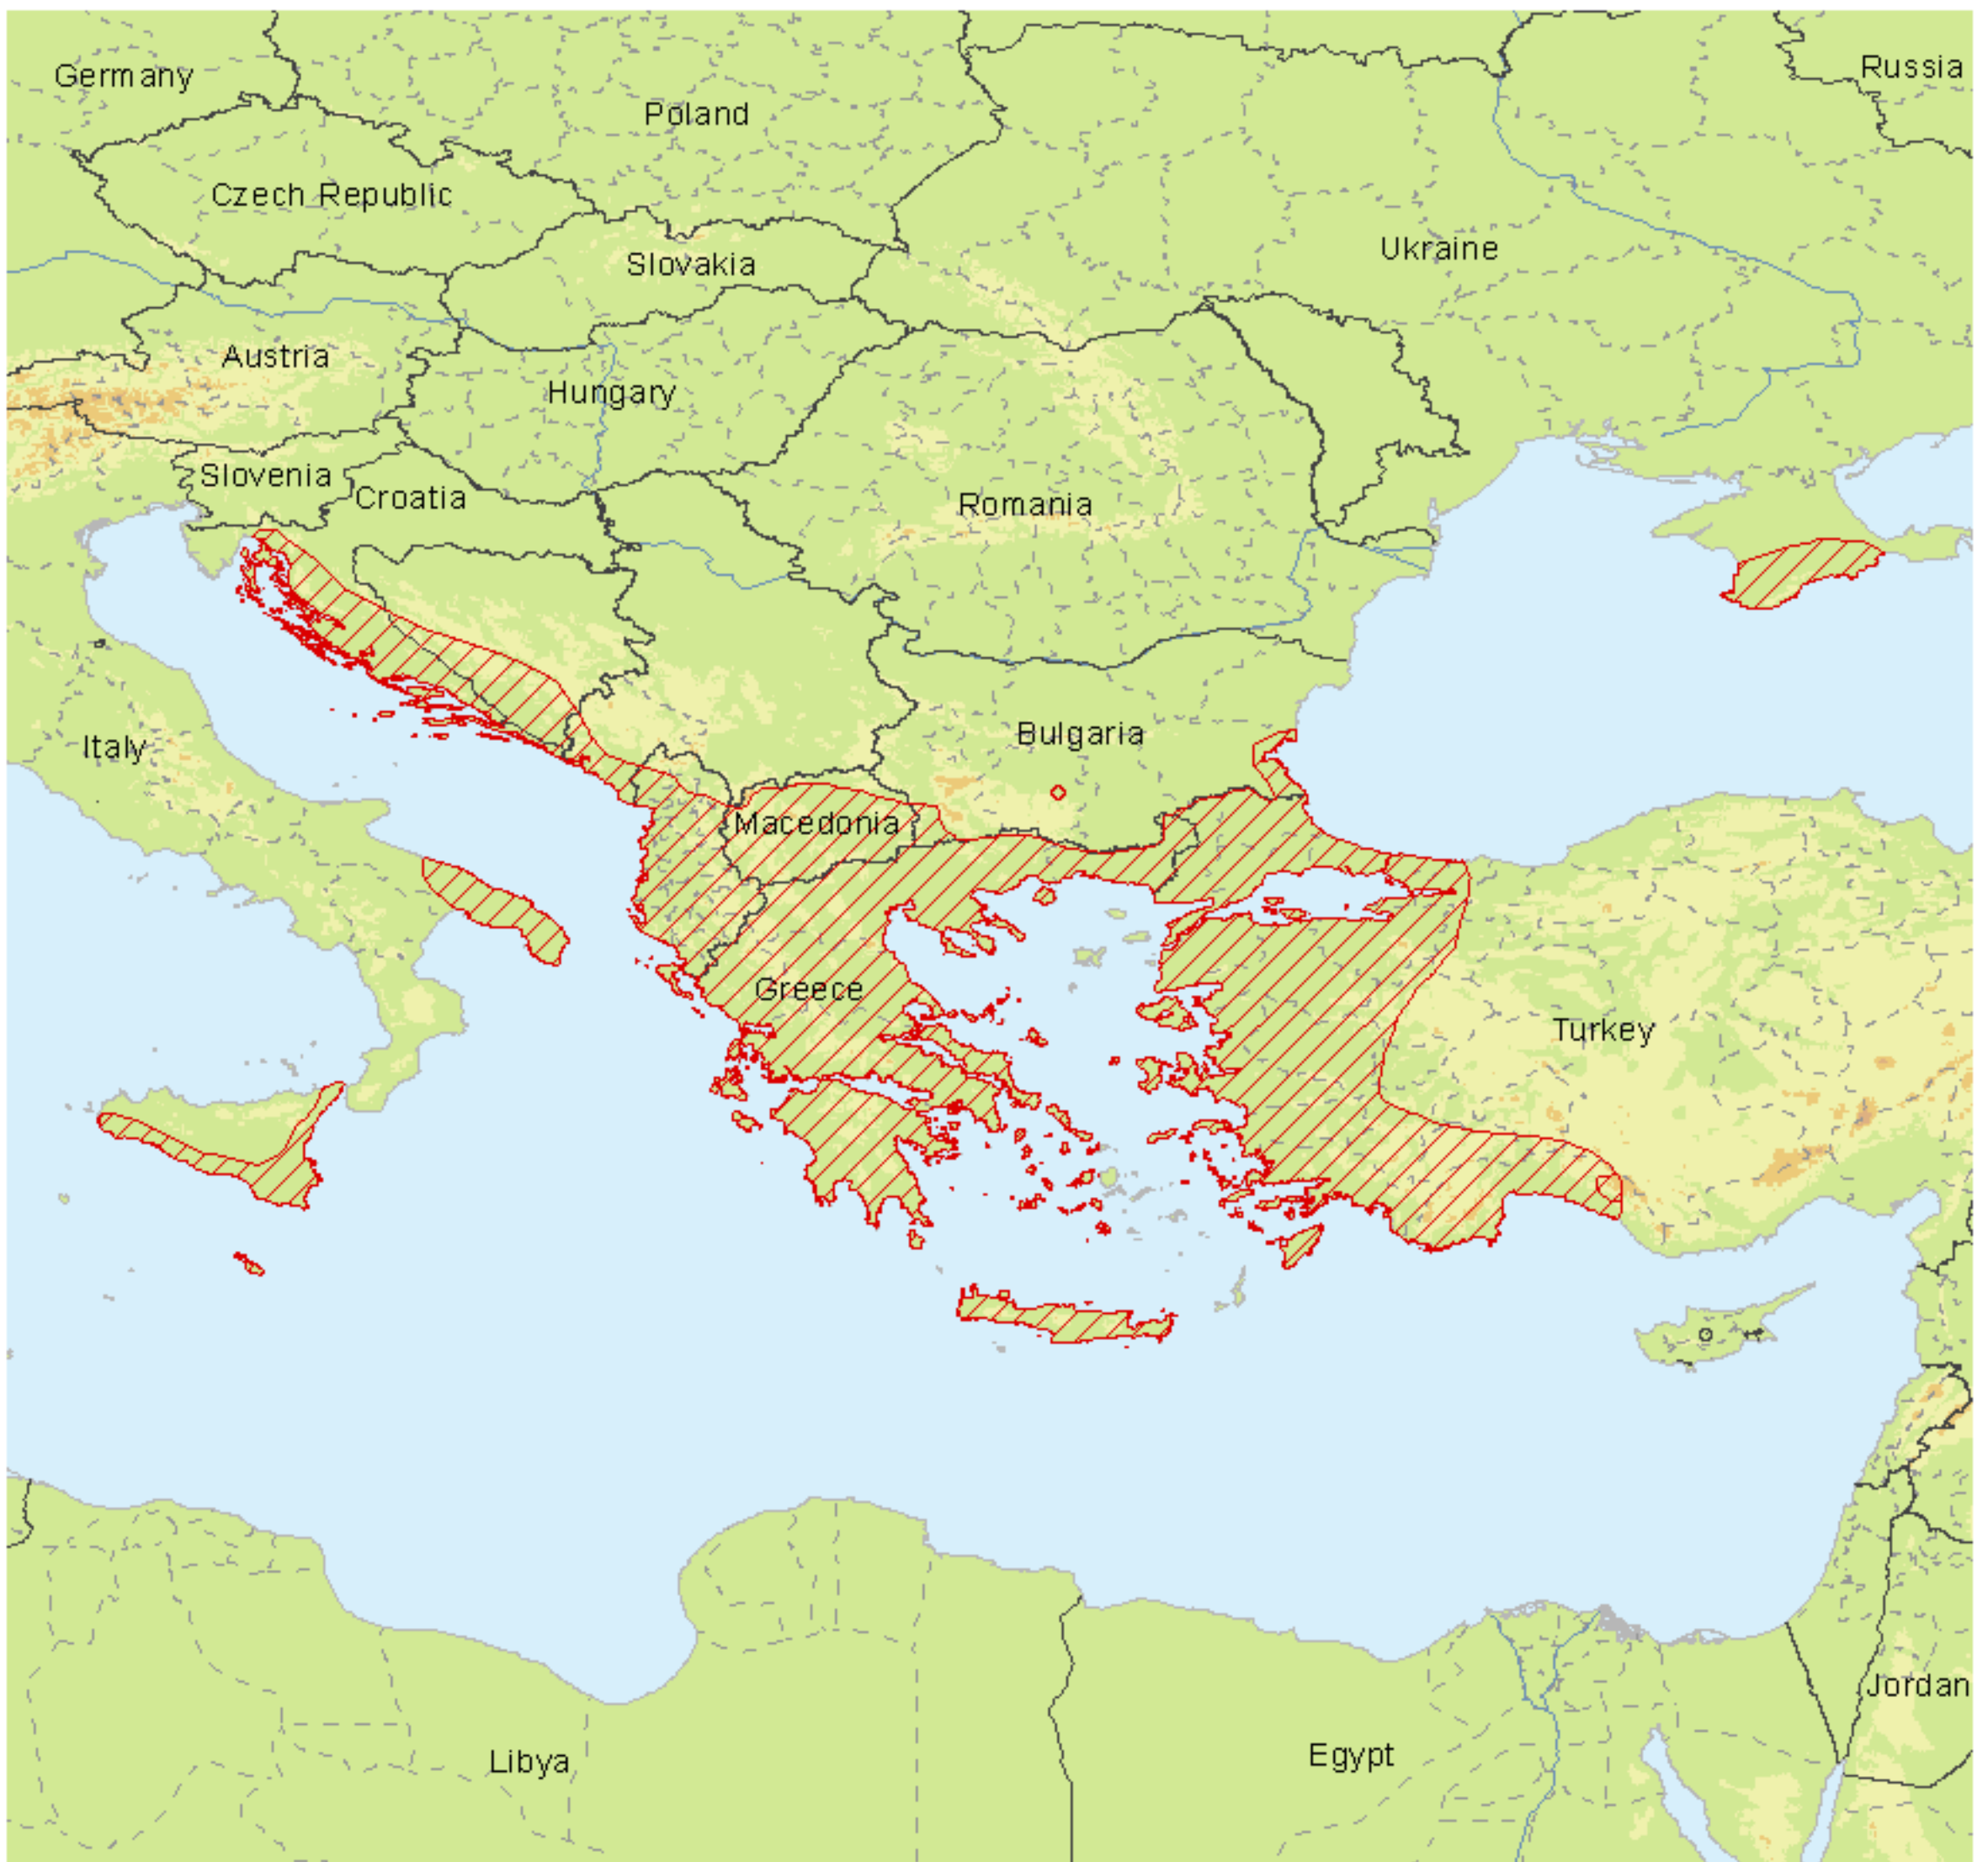 Germany
Russia
Poland
Czech Republic
Ukraine
Slovakia
Austria
Hungary
Slovenia
Croatia
Romania
Bulgaria
Italy
Macedonia
Greece
Turkey
Jordan
Libya
Egypt